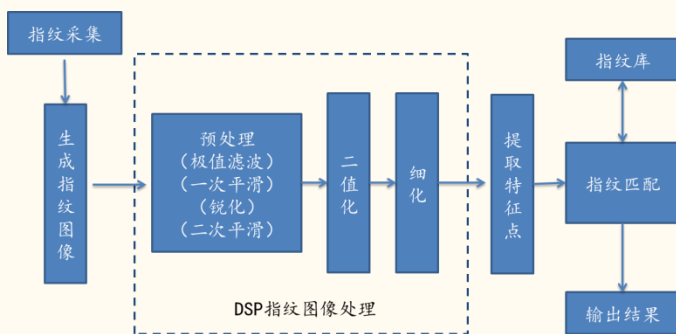 指纹采集
生成指纹图像
预处理
（极值滤波）
（一次平滑）
（锐化）
（二次平滑）
二值化
细化
DSP指纹图像处理
提取特征点
指纹库
指纹匹配
输出结果